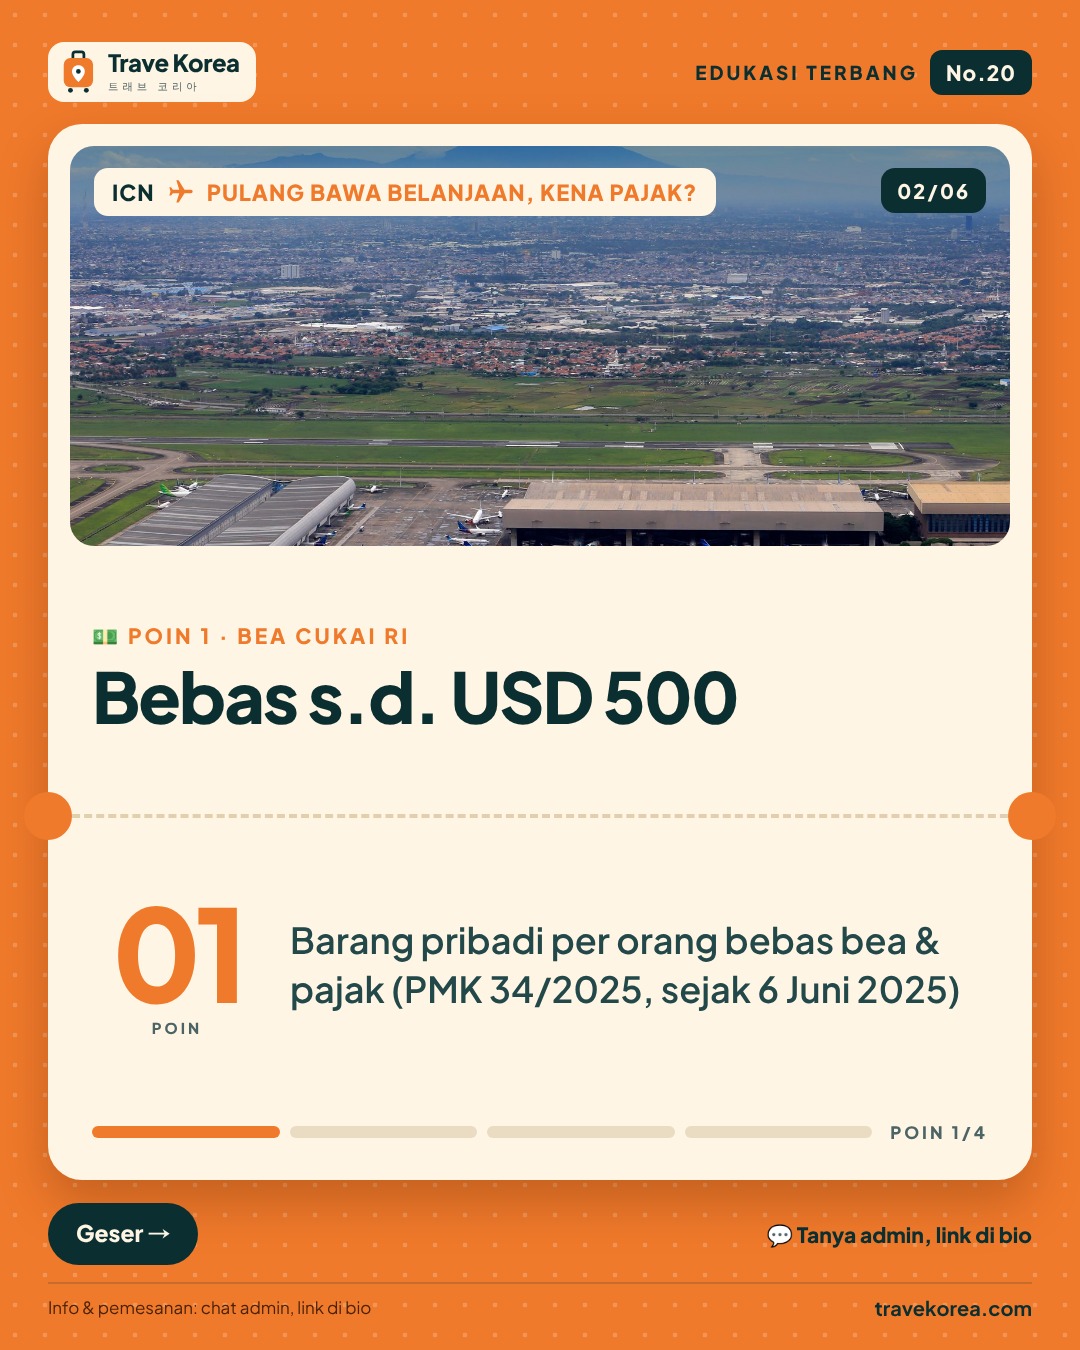 Trave Korea
트래브 코리아
EDUKASI TERBANG
No.20
ICN ✈ PULANG BAWA BELANJAAN, KENA PAJAK?
02/06
💵 POIN 1 · BEA CUKAI RI
Bebas s.d. USD 500
01
POIN
Barang pribadi per orang bebas bea &
pajak (PMK 34/2025, sejak 6 Juni 2025)
POIN 1/4
Geser →
💬 Tanya admin, link di bio
Info & pemesanan: chat admin, link di bio
travekorea.com